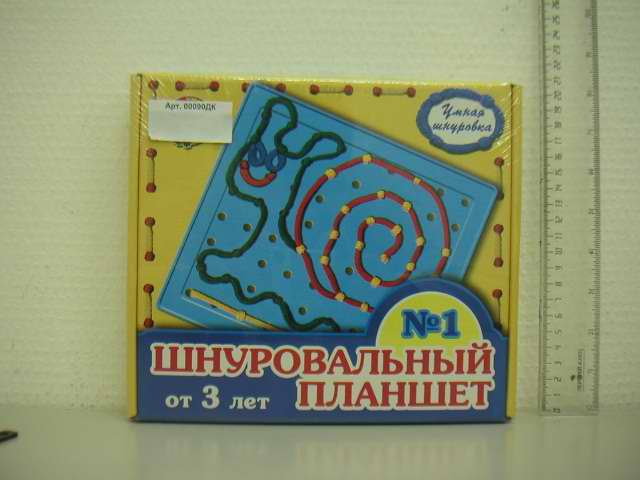 Арт. 00090ДК
Умная
шнуровка
№1
ШНУРОВАЛЬНЫЙ
ПЛАНШЕТ
от 3 лет